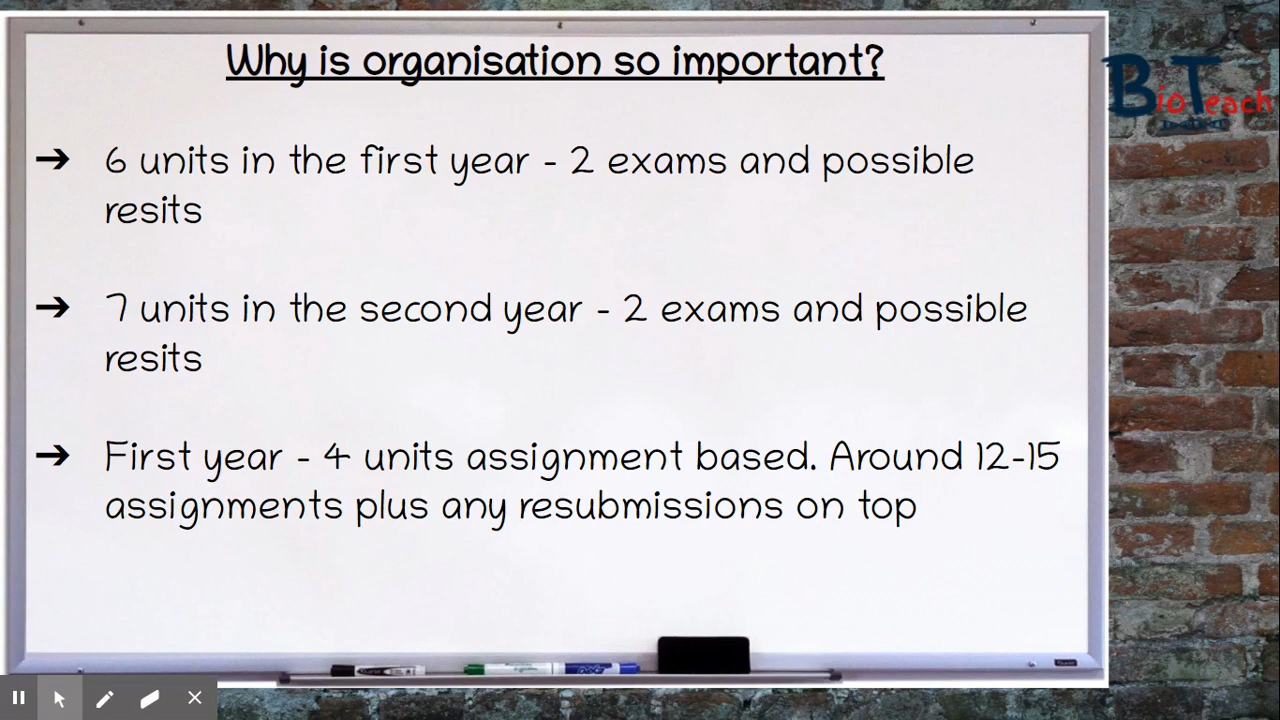 Why is organisation so important?
BioTeach
➔ 6 units in the first year - 2 exams and possible
resits
➔ 7 units in the second year - 2 exams and possible
resits
➔ First year - 4 units assignment based. Around 12-15
assignments plus any resubmissions on top